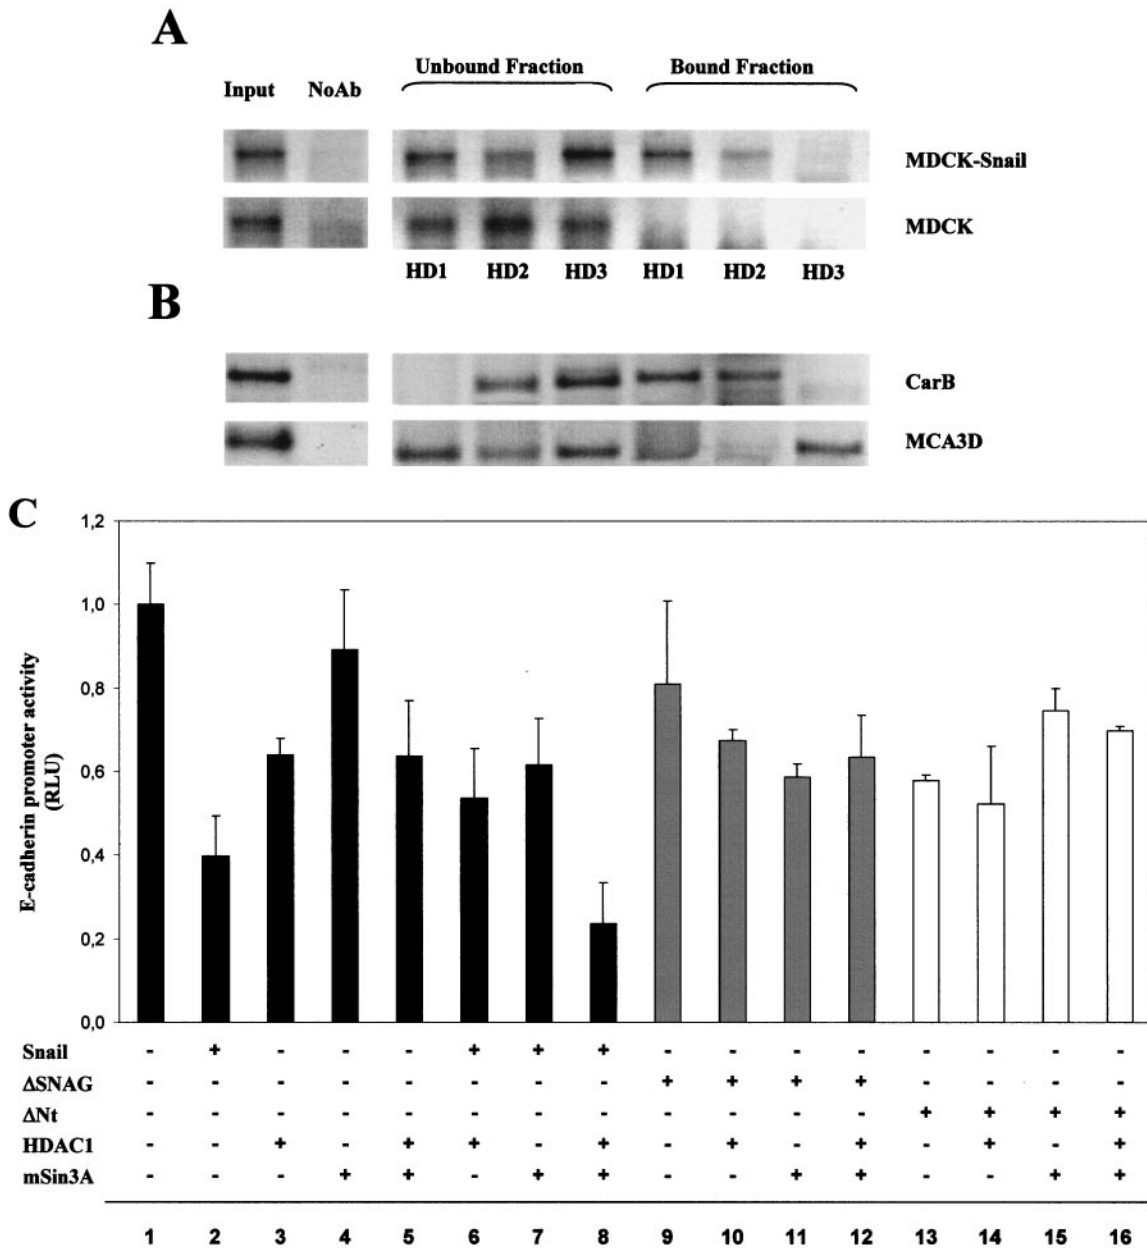 A
Unbound Fraction Bound Fraction
Input NoAb
MDCK-Snail
MDCK
HD1 HD2 HD3 HD1 HD2 HD3
B
CarB
MCA3D
C
E-cadherin promoter activity
(RLU)
1,2
1,0
0,8
0,6
0,4
0,2
0,0
Snail - + - - - + + + - - - - - - - -
ΔSNAG - - - - - - - - + + + + - - - -
ΔNt - - - - - - - - - - - - + + + +
HDAC1 - - + - + + - + - + - + - + - +
mSin3A - - - + + - + + - - + + - - + +
1 2 3 4 5 6 7 8 9 10 11 12 13 14 15 16